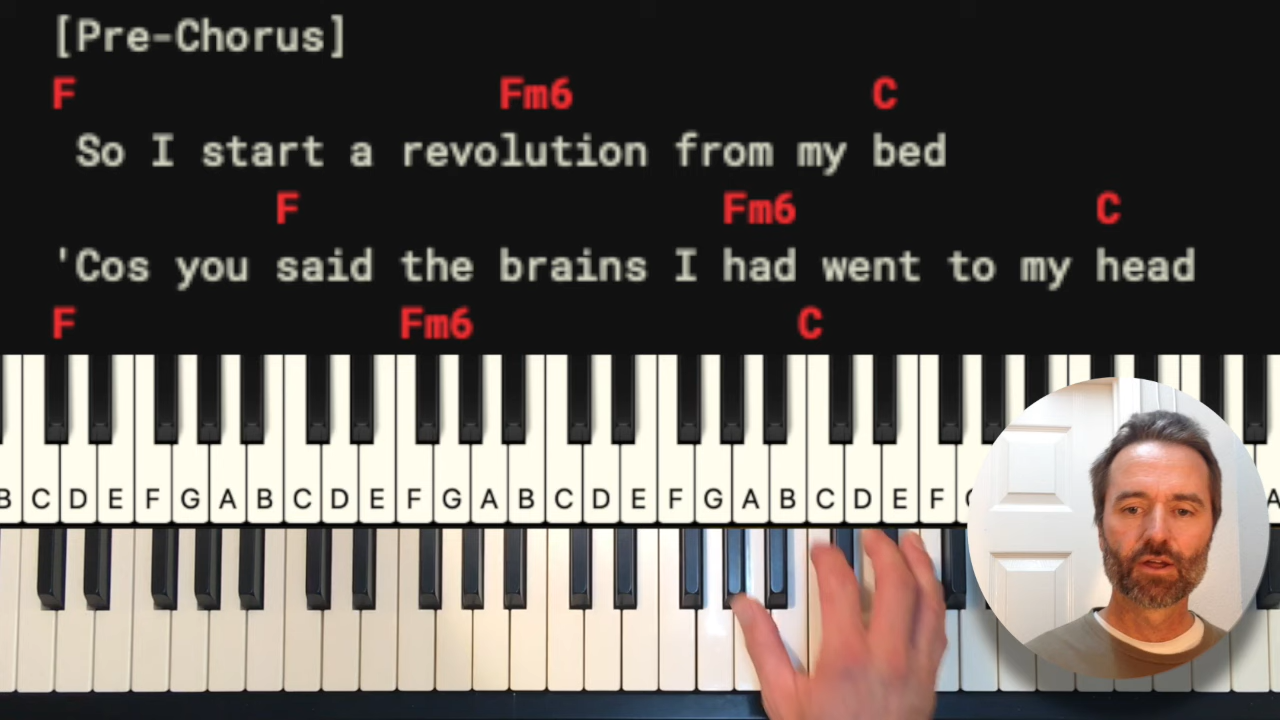 [Pre-Chorus]
F Fm6 C
So I start a revolution from my bed
F Fm6 C
'Cos you said the brains I had went to my head
F Fm6 C
B C D E F G A B C D E F G A B C D E F G A B C D E F A